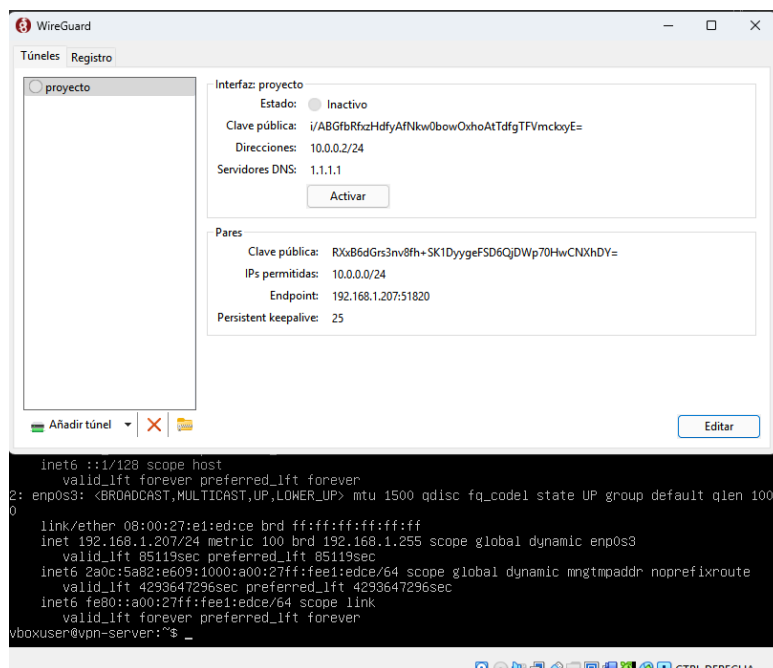 WireGuard
Túneles Registro
proyecto
Interfaz: proyecto
Estado: Inactivo
Clave pública: i/ABGfbRfxzHdfyAfNkw0bowOxhoAtTdfgTFVmckxyE=
Direcciones: 10.0.0.2/24
Servidores DNS: 1.1.1.1
Activar
Pares
Clave pública: RXxB6dGrs3nv8fh+SK1DyygeFSD6QjDWp70HwCNXhDY=
IPs permitidas: 10.0.0.0/24
Endpoint: 192.168.1.207:51820
Persistent keepalive: 25
Añadir túnel
Editar
inet6 ::1/128 scope host
valid_lft forever preferred_lft forever
2: enp0s3: <BROADCAST,MULTICAST,UP,LOWER_UP> mtu 1500 qdisc fq_codel state UP group default qlen 100
0
link/ether 08:00:27:e1:ed:ce brd ff:ff:ff:ff:ff:ff
inet 192.168.1.207/24 metric 100 brd 192.168.1.255 scope global dynamic enp0s3
valid_lft 85119sec preferred_lft 85119sec
inet6 2a0c:5a82:e609:1000:a00:27ff:fee1:edce/64 scope global dynamic mngtmpaddr noprefixroute
valid_lft 4293647296sec preferred_lft 4293647296sec
inet6 fe80::a00:27ff:fee1:edce/64 scope link
valid_lft forever preferred_lft forever
vboxuser@vpn-server:~$ _
CTRL DERECHA